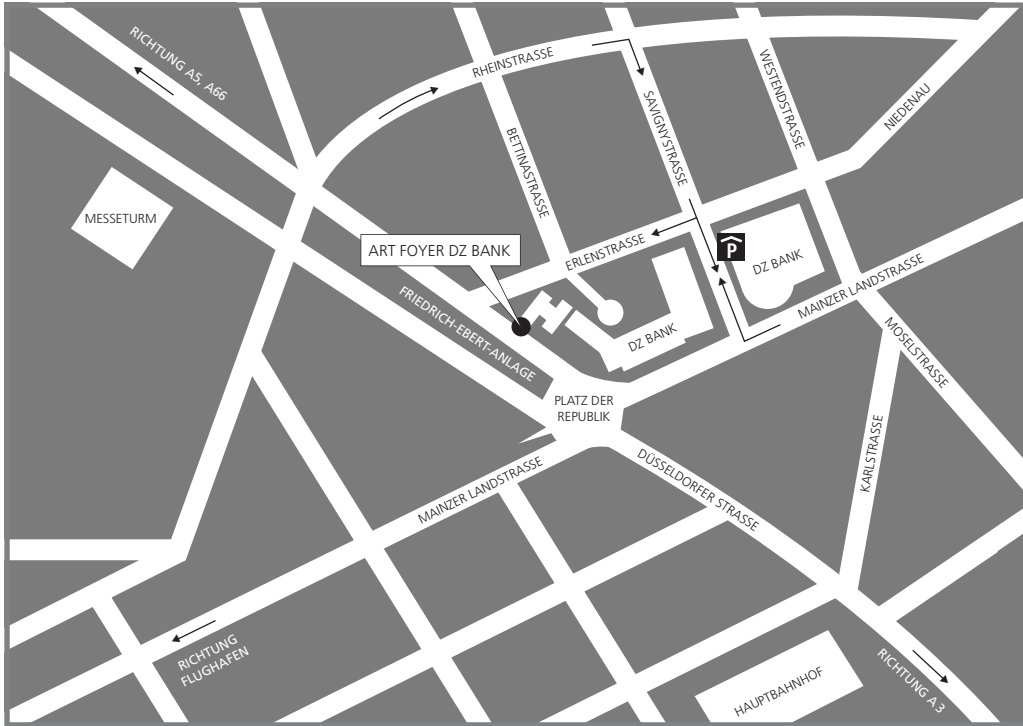 RICHTUNG A5, A66
RHEINSTRASSE
SAVIGNYSTRASSE
WESTENDSTRASSE
NIEDENAU
BETTINASTRASSE
MESSETURM
ART FOYER DZ BANK
ERLENSTRASSE
P
DZ BANK
MAINZER LANDSTRASSE
FRIEDRICH-EBERT-ANLAGE
DZ BANK
MOSELSTRASSE
PLATZ DER
REPUBLIK
KARLSTRASSE
MAINZER LANDSTRASSE
DÜSSELDORFER STRASSE
RICHTUNG
FLUGHAFEN
HAUPTBAHNHOF
RICHTUNG A3